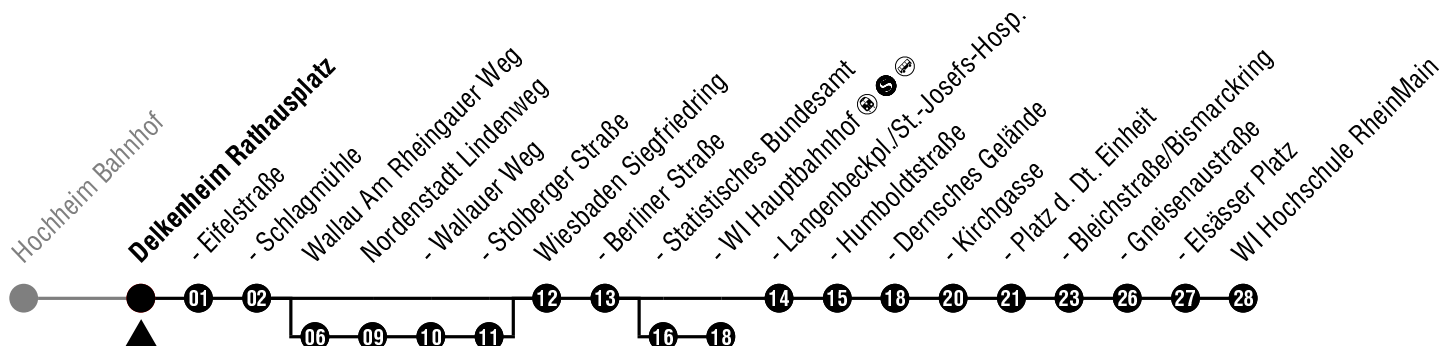 Hochheim Bahnhof
Delkenheim Rathausplatz
- Eifelstraße
- Schlagmühle
Wallau Am Rheingauer Weg
Nordenstadt Lindenweg
- Wallauer Weg
- Stolberger Straße
Wiesbaden Siegfriedring
- Berliner Straße
- Statistisches Bundesamt
- WI Hauptbahnhof S
- Langenbeckpl./St.-Josefs-Hosp.
- Humboldtstraße
- Dernsches Gelände
- Kirchgasse
- Platz d. Dt. Einheit
- Bleichstraße/Bismarckring
- Gneisenaustraße
- Elsässer Platz
WI Hochschule RheinMain
01 02 12 13 14 15 18 20 21 23 26 27 28
06 09 10 11 16 18